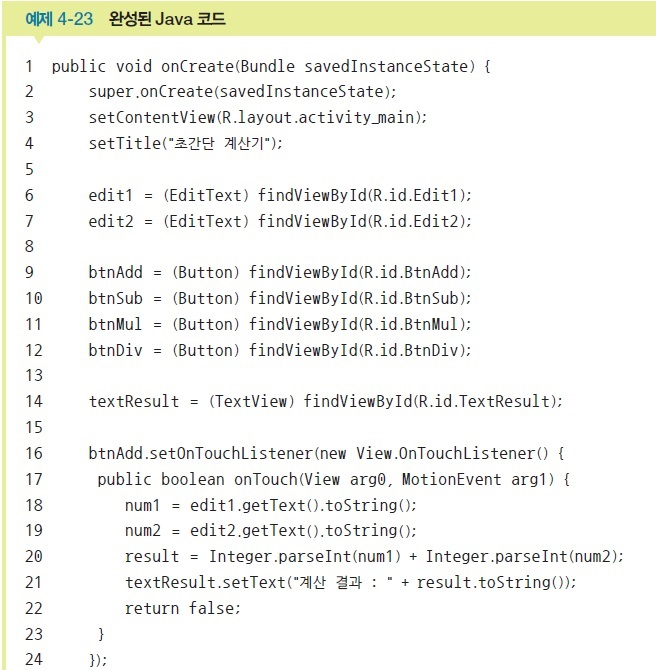 예제 4-23 완성된 Java 코드
1 public void onCreate(Bundle savedInstanceState) {
2 super.onCreate(savedInstanceState);
3 setContentView(R.layout.activity_main);
4 setTitle("초간단 계산기");
5
6 edit1 = (EditText) findViewById(R.id.Edit1);
7 edit2 = (EditText) findViewById(R.id.Edit2);
8
9 btnAdd = (Button) findViewById(R.id.BtnAdd);
10 btnSub = (Button) findViewById(R.id.BtnSub);
11 btnMul = (Button) findViewById(R.id.BtnMul);
12 btnDiv = (Button) findViewById(R.id.BtnDiv);
13
14 textResult = (TextView) findViewById(R.id.TextResult);
15
16 btnAdd.setOnTouchListener(new View.OnTouchListener() {
17 public boolean onTouch(View arg0, MotionEvent arg1) {
18 num1 = edit1.getText().toString();
19 num2 = edit2.getText().toString();
20 result = Integer.parseInt(num1) + Integer.parseInt(num2);
21 textResult.setText("계산 결과 : " + result.toString());
22 return false;
23 }
24 });